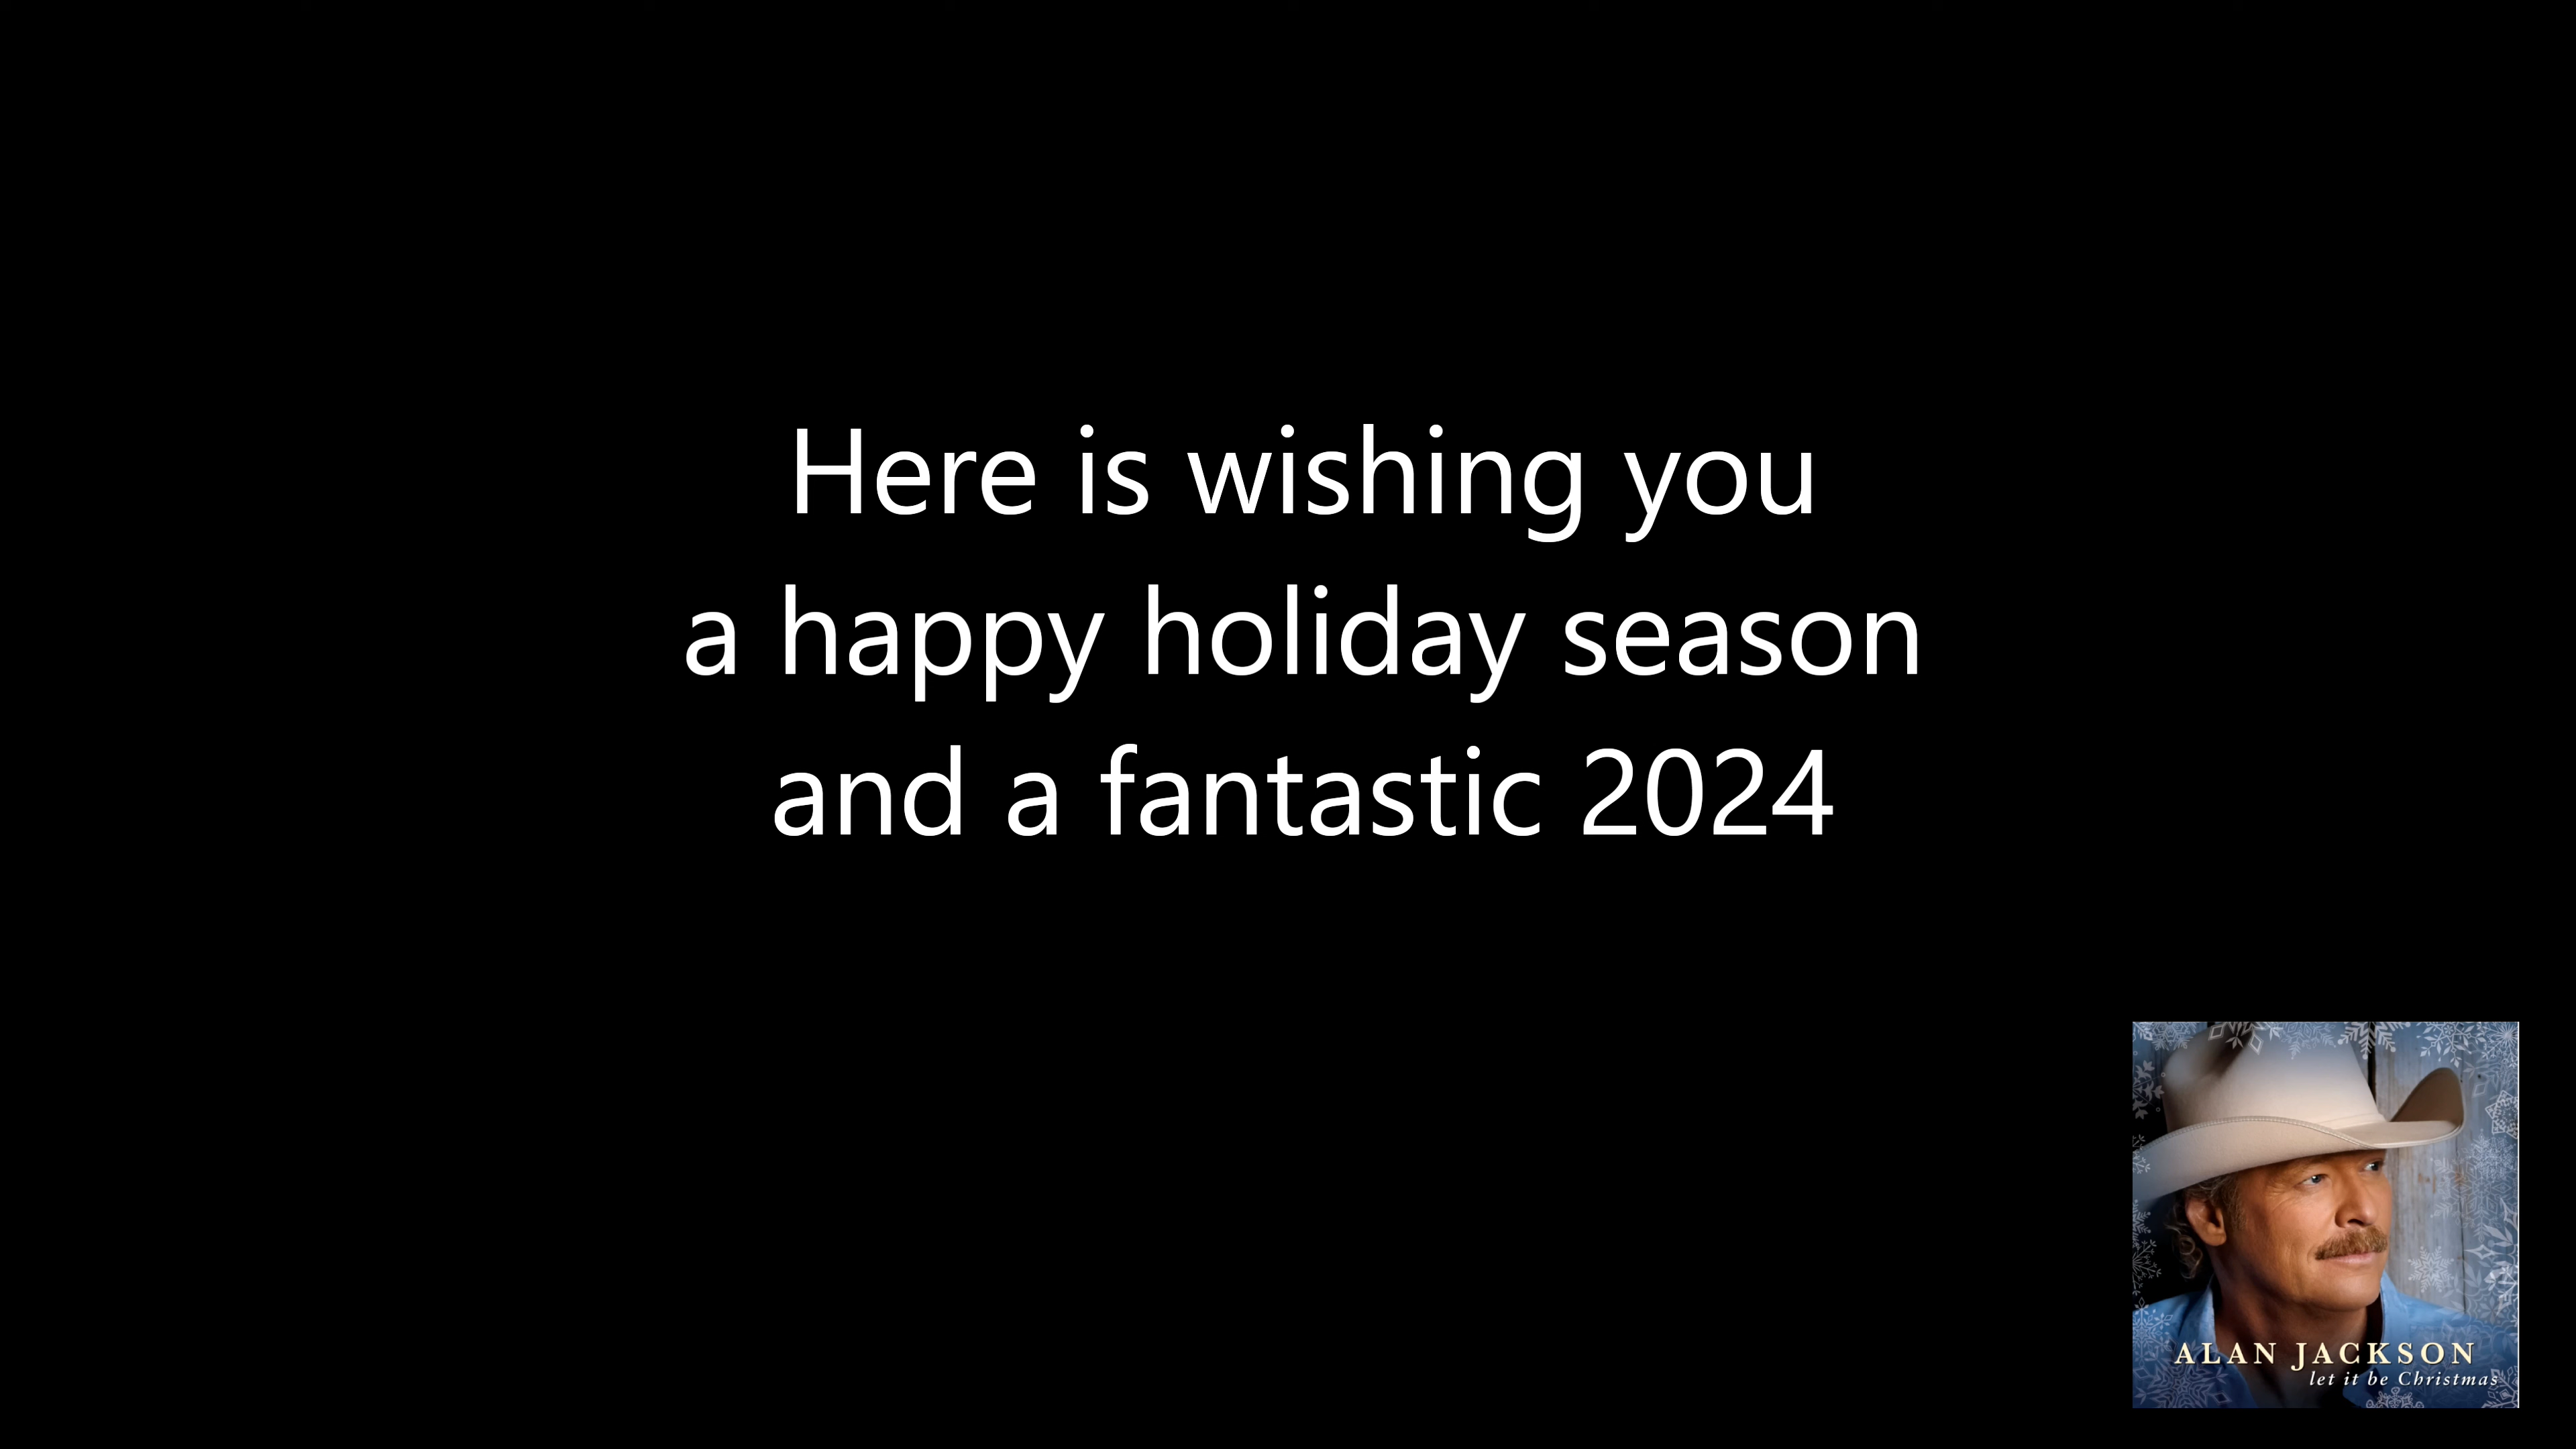 Here is wishing you
a happy holiday season
and a fantastic 2024
ALAN JACKSON
let it be Christmas